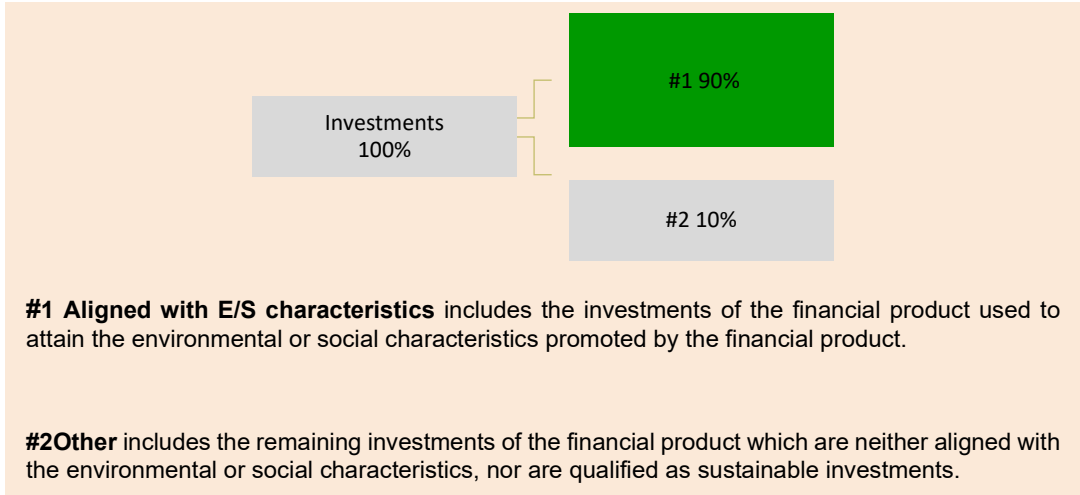 #1 90%
Investments
100%
#2 10%
#1 Aligned with E/S characteristics includes the investments of the financial product used to
attain the environmental or social characteristics promoted by the financial product.
#2Other includes the remaining investments of the financial product which are neither aligned with
the environmental or social characteristics, nor are qualified as sustainable investments.